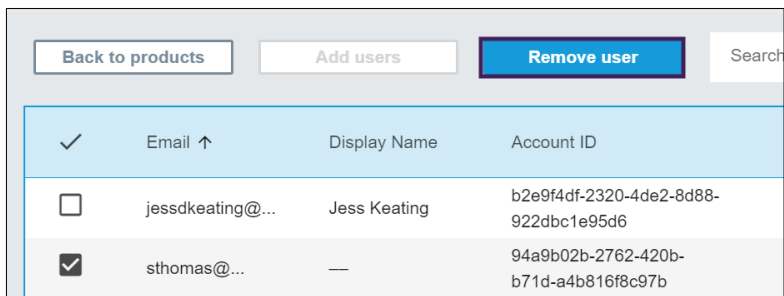 Back to products Add users Remove user Search
Email ↑ Display Name Account ID
jessdkeating@... Jess Keating b2e9f4df-2320-4de2-8d88-
922dbc1e95d6
sthomas@... — 94a9b02b-2762-420b-
b71d-a4b816f8c97b